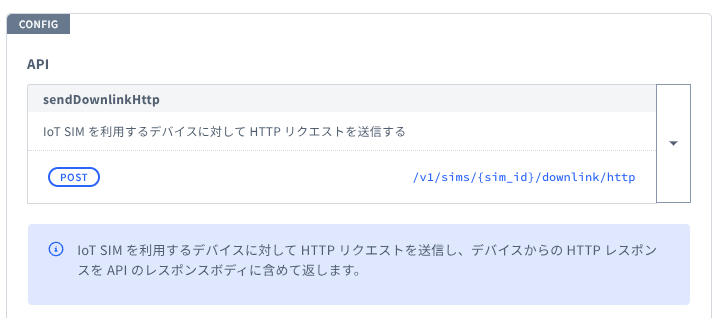 CONFIG
API
sendDownlinkHttp
IoT SIM を利用するデバイスに対して HTTP リクエストを送信する
POST
/v1/sims/{sim_id}/downlink/http
IoT SIM を利用するデバイスに対して HTTP リクエストを送信し、デバイスからの HTTP レスポン
スを API のレスポンスボディに含めて返します。